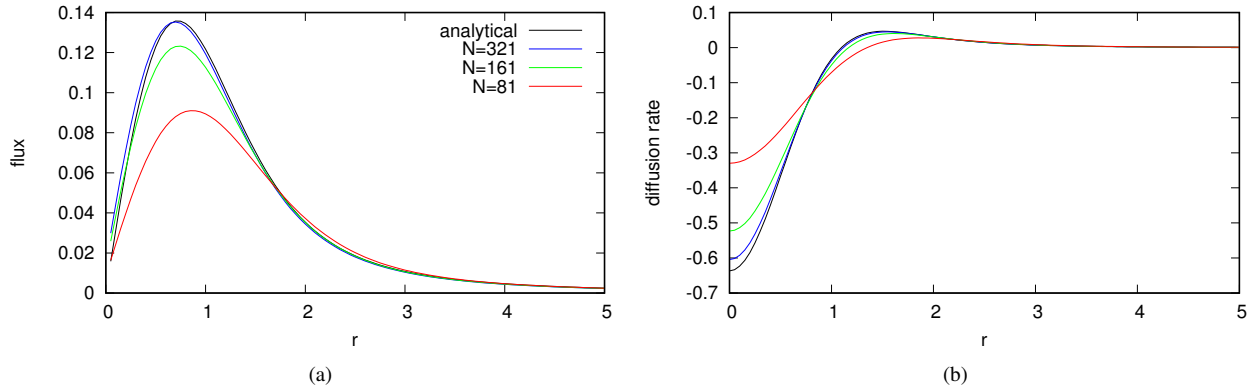 0.14
0.12
0.1
0.08
0.06
0.04
0.02
0
flux
0 1 2 3 4 5
r
analytical
N=321
N=161
N=81
(a)
0.1
0
-0.1
-0.2
-0.3
-0.4
-0.5
-0.6
-0.7
diffusion rate
0 1 2 3 4 5
r
(b)